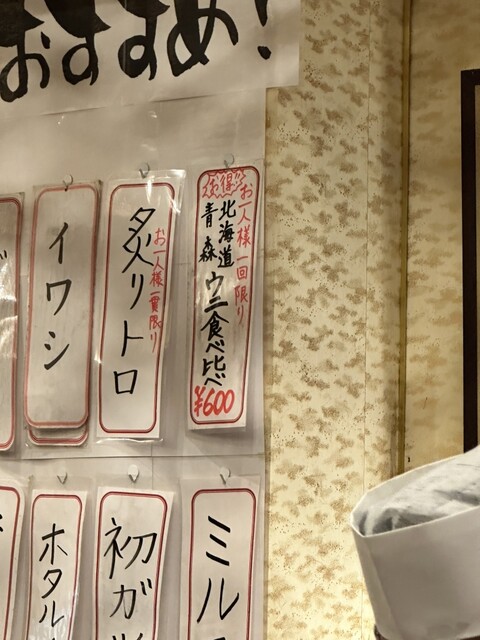 おすすめ!
お得!!
お一人様一回限り
北海道
青森
ウニ食べ比べ
¥600
炙りトロ
お一人様一貫限り
イワシ
ミル
初ガ
ホタル